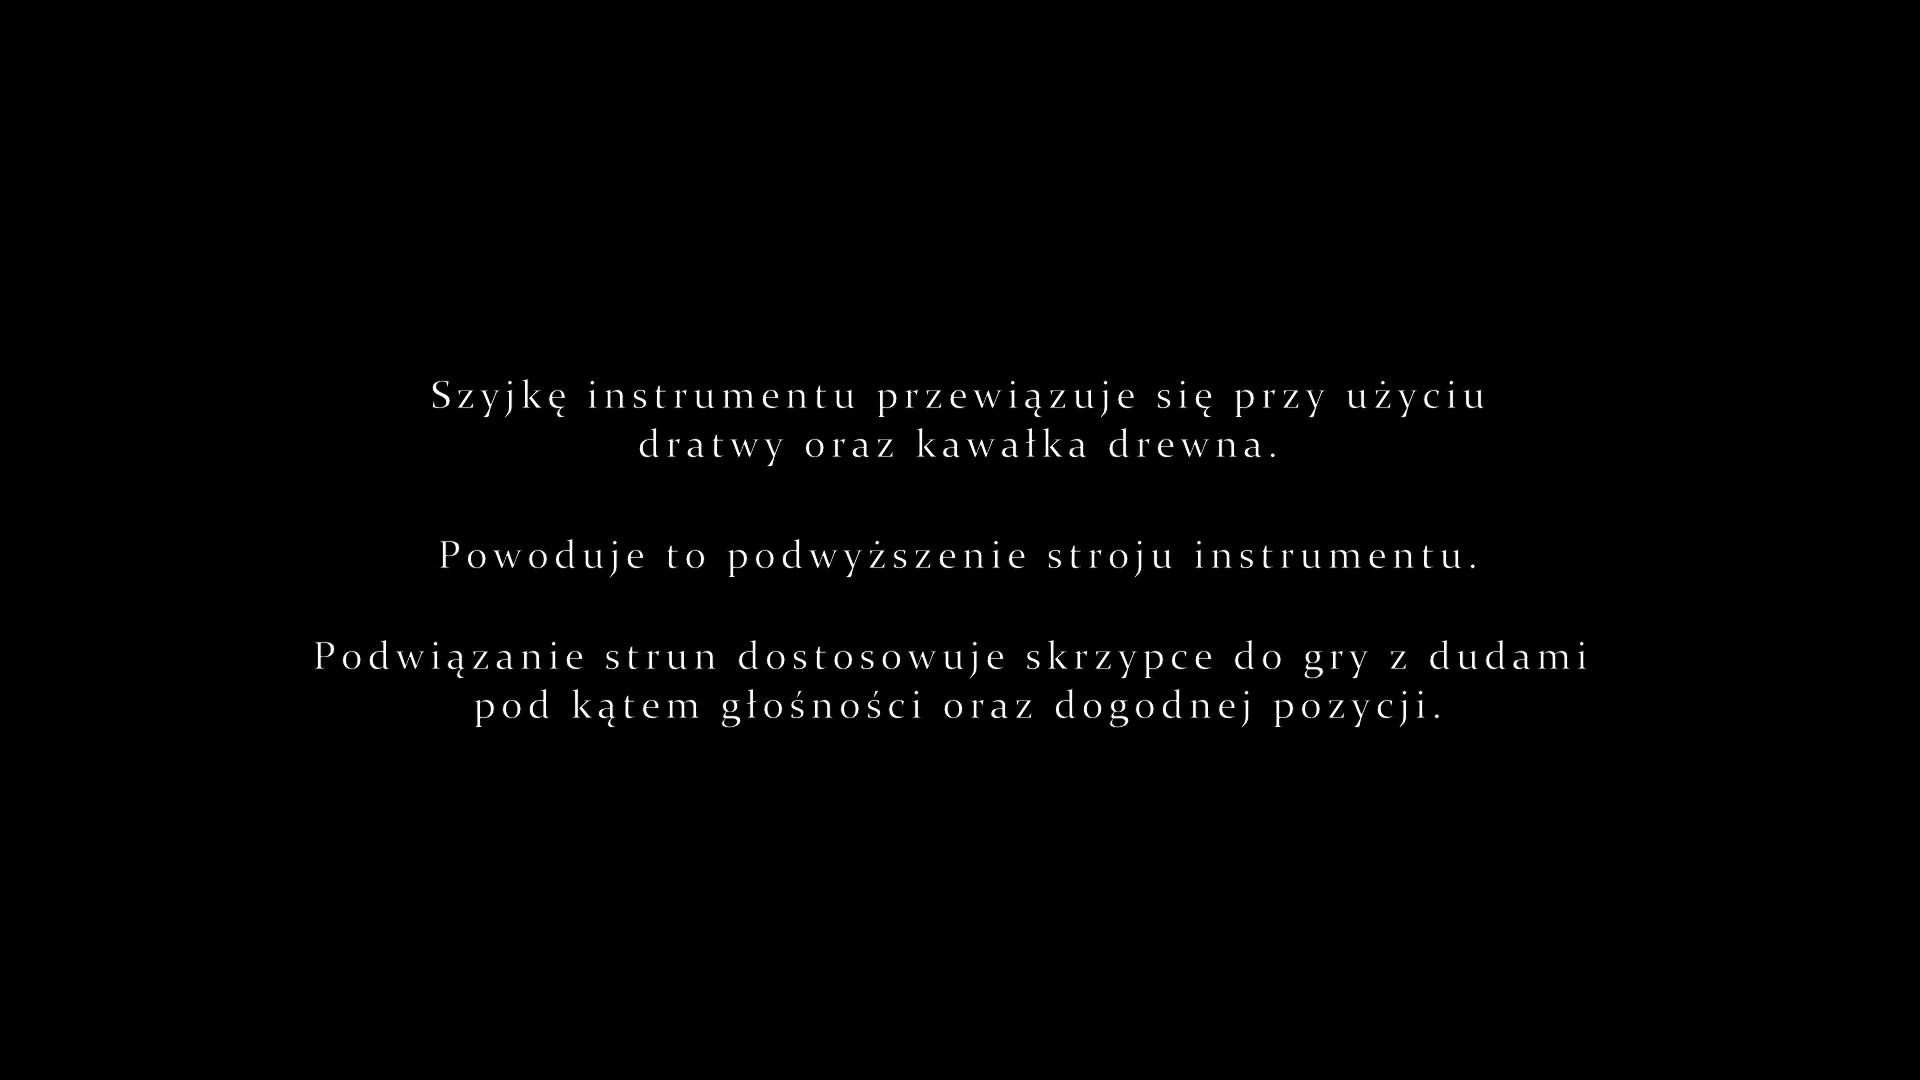 Szyjkę instrumentu przewiązuje się przy użyciu
dratwy oraz kawałka drewna.
Powoduje to podwyższenie stroju instrumentu.
Podwiązanie strun dostosowuje skrzypce do gry z dudami
pod kątem głośności oraz dogodnej pozycji.